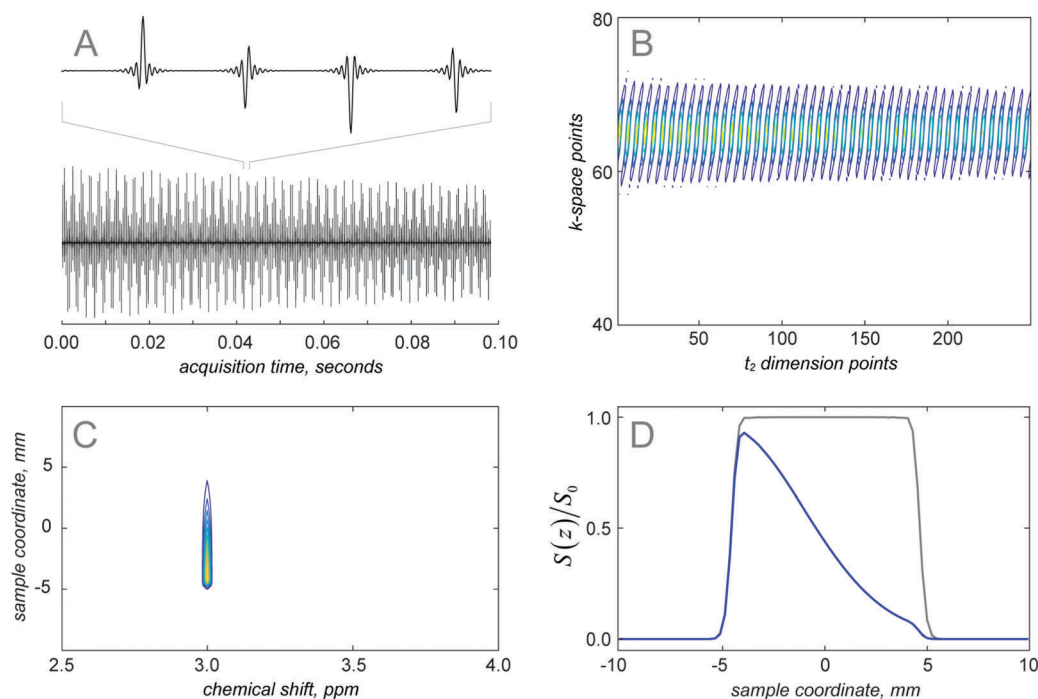 A
0.00 0.02 0.04 0.06 0.08 0.10
acquisition time, seconds
B
80
60
40
k-space points
50 100 150 200
t₂ dimension points
C
5
0
-5
sample coordinate, mm
2.5 3.0 3.5 4.0
chemical shift, ppm
D
1.0
0.5
0.0
S(z)/S₀
-10 -5 0 5 10
sample coordinate, mm